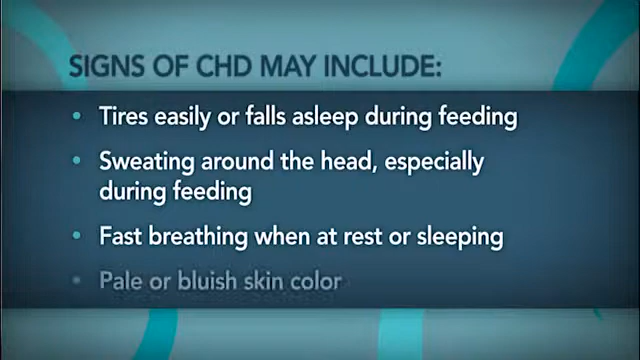 SIGNS OF CHD MAY INCLUDE:
• Tires easily or falls asleep during feeding
• Sweating around the head, especially
during feeding
• Fast breathing when at rest or sleeping
• Pale or bluish skin color